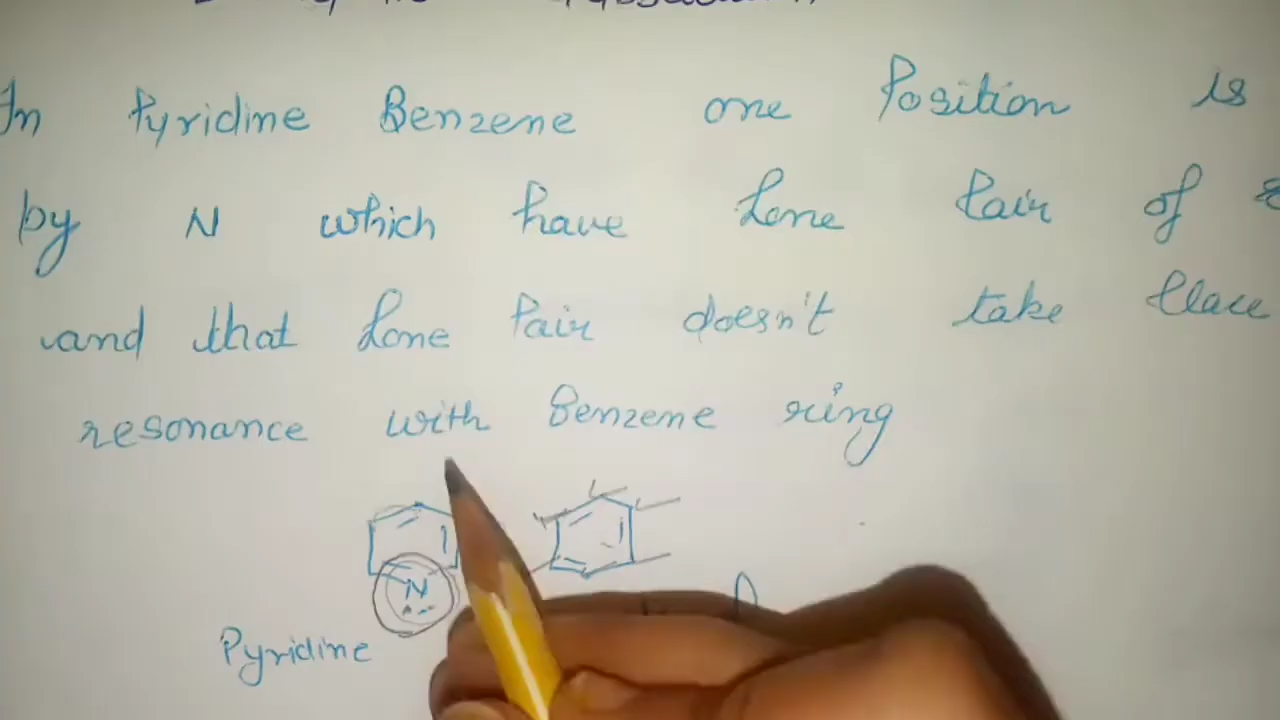 In Pyridine Benzene one Position is
by N which have Lone Pair of
and that Lone Pair doesn't take Place
resonance with Benzene ring
N
Pyridine